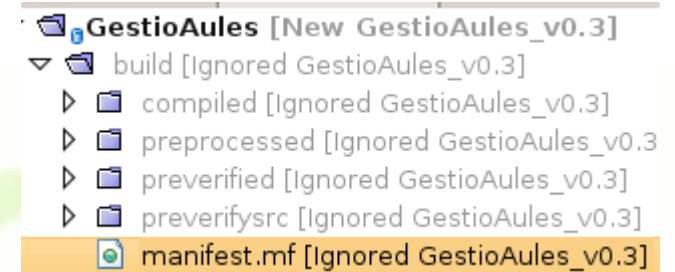 GestioAules [New GestioAules_v0.3]
build [Ignored GestioAules_v0.3]
compiled [Ignored GestioAules_v0.3]
preprocessed [Ignored GestioAules_v0.3
preverified [Ignored GestioAules_v0.3]
preverifysrc [Ignored GestioAules_v0.3]
manifest.mf [Ignored GestioAules_v0.3]